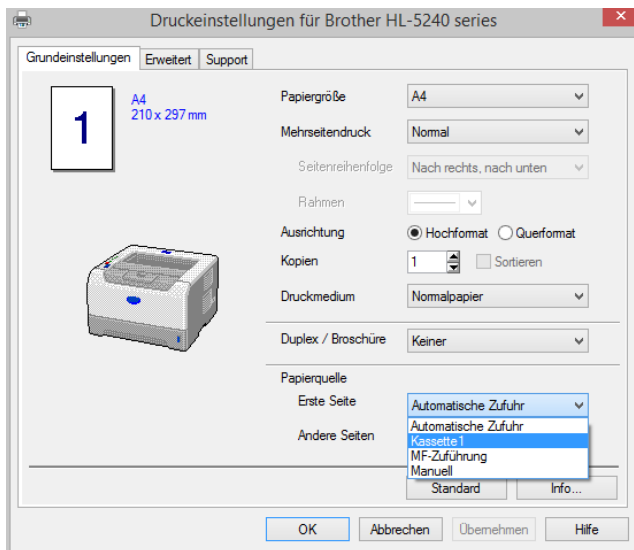 Druckeinstellungen für Brother HL-5240 series
Grundeinstellungen Erweitert Support
1
A4
210 x 297 mm
Papiergröße A4
Mehrseitendruck Normal
Seitenreihenfolge Nach rechts, nach unten
Rahmen
Ausrichtung Hochformat Querformat
Kopien 1 Sortieren
Druckmedium Normalpapier
Duplex / Broschüre Keiner
Papierquelle
Erste Seite Automatische Zufuhr
Automatische Zufuhr
Andere Seiten Kassette1
MF-Zuführung
Manuell
Standard Info...
OK Abbrechen Übernehmen Hilfe